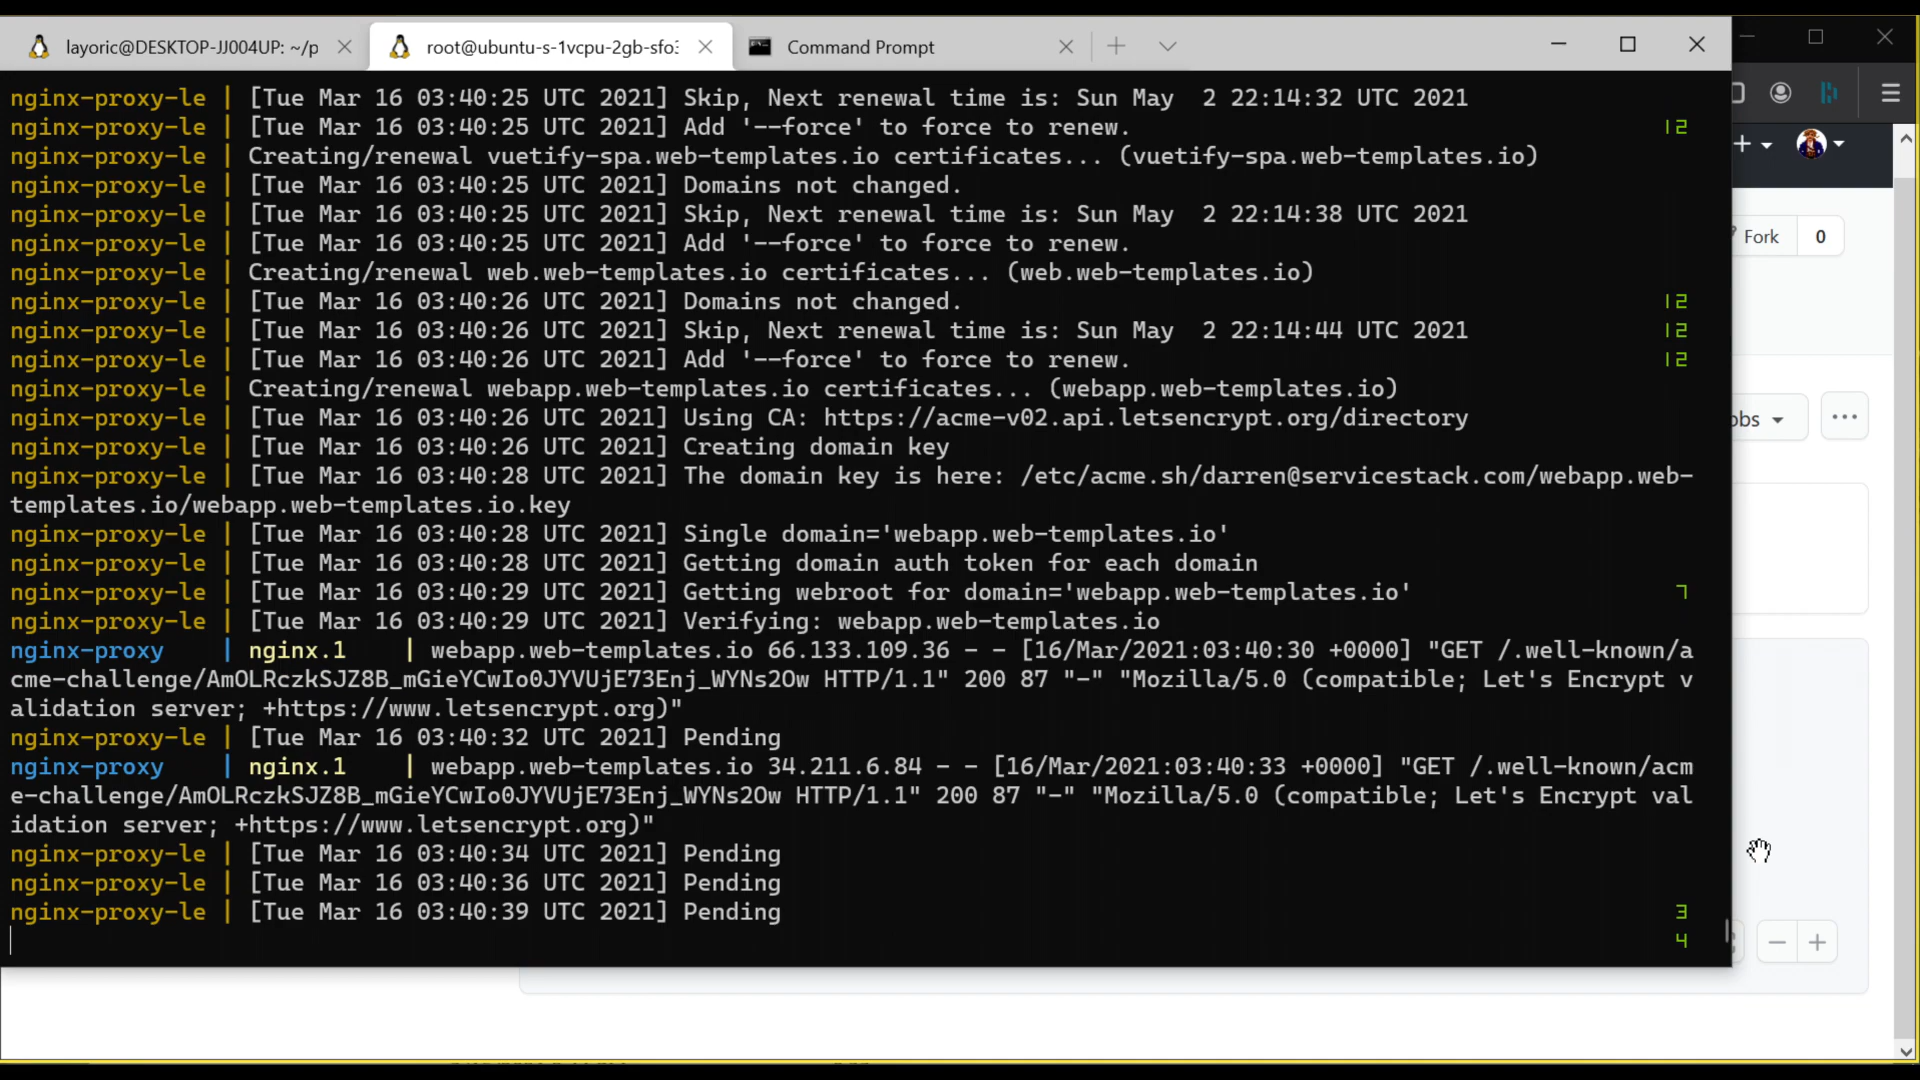 layoric@DESKTOP-JJ004UP: ~/p
root@ubuntu-s-1vcpu-2gb-sfo3
Command Prompt
nginx-proxy-le | [Tue Mar 16 03:40:25 UTC 2021] Skip, Next renewal time is: Sun May  2 22:14:32 UTC 2021
nginx-proxy-le | [Tue Mar 16 03:40:25 UTC 2021] Add '--force' to force to renew.
12
nginx-proxy-le | Creating/renewal vuetify-spa.web-templates.io certificates... (vuetify-spa.web-templates.io)
nginx-proxy-le | [Tue Mar 16 03:40:25 UTC 2021] Domains not changed.
nginx-proxy-le | [Tue Mar 16 03:40:25 UTC 2021] Skip, Next renewal time is: Sun May  2 22:14:38 UTC 2021
nginx-proxy-le | [Tue Mar 16 03:40:25 UTC 2021] Add '--force' to force to renew.
nginx-proxy-le | Creating/renewal web.web-templates.io certificates... (web.web-templates.io)
nginx-proxy-le | [Tue Mar 16 03:40:26 UTC 2021] Domains not changed.
12
nginx-proxy-le | [Tue Mar 16 03:40:26 UTC 2021] Skip, Next renewal time is: Sun May  2 22:14:44 UTC 2021
12
nginx-proxy-le | [Tue Mar 16 03:40:26 UTC 2021] Add '--force' to force to renew.
12
nginx-proxy-le | Creating/renewal webapp.web-templates.io certificates... (webapp.web-templates.io)
nginx-proxy-le | [Tue Mar 16 03:40:26 UTC 2021] Using CA: https://acme-v02.api.letsencrypt.org/directory
nginx-proxy-le | [Tue Mar 16 03:40:26 UTC 2021] Creating domain key
nginx-proxy-le | [Tue Mar 16 03:40:28 UTC 2021] The domain key is here: /etc/acme.sh/darren@servicestack.com/webapp.web-
templates.io/webapp.web-templates.io.key
nginx-proxy-le | [Tue Mar 16 03:40:28 UTC 2021] Single domain='webapp.web-templates.io'
nginx-proxy-le | [Tue Mar 16 03:40:28 UTC 2021] Getting domain auth token for each domain
nginx-proxy-le | [Tue Mar 16 03:40:29 UTC 2021] Getting webroot for domain='webapp.web-templates.io'
7
nginx-proxy-le | [Tue Mar 16 03:40:29 UTC 2021] Verifying: webapp.web-templates.io
nginx-proxy    | nginx.1    | webapp.web-templates.io 66.133.109.36 - - [16/Mar/2021:03:40:30 +0000] "GET /.well-known/a
cme-challenge/AmOLRczkSJZ8B_mGieYCwIo0JYVUjE73Enj_WYNs2Ow HTTP/1.1" 200 87 "-" "Mozilla/5.0 (compatible; Let's Encrypt v
alidation server; +https://www.letsencrypt.org)"
nginx-proxy-le | [Tue Mar 16 03:40:32 UTC 2021] Pending
nginx-proxy    | nginx.1    | webapp.web-templates.io 34.211.6.84 - - [16/Mar/2021:03:40:33 +0000] "GET /.well-known/acm
e-challenge/AmOLRczkSJZ8B_mGieYCwIo0JYVUjE73Enj_WYNs2Ow HTTP/1.1" 200 87 "-" "Mozilla/5.0 (compatible; Let's Encrypt val
idation server; +https://www.letsencrypt.org)"
nginx-proxy-le | [Tue Mar 16 03:40:34 UTC 2021] Pending
nginx-proxy-le | [Tue Mar 16 03:40:36 UTC 2021] Pending
nginx-proxy-le | [Tue Mar 16 03:40:39 UTC 2021] Pending
3
4
Fork 0
obs